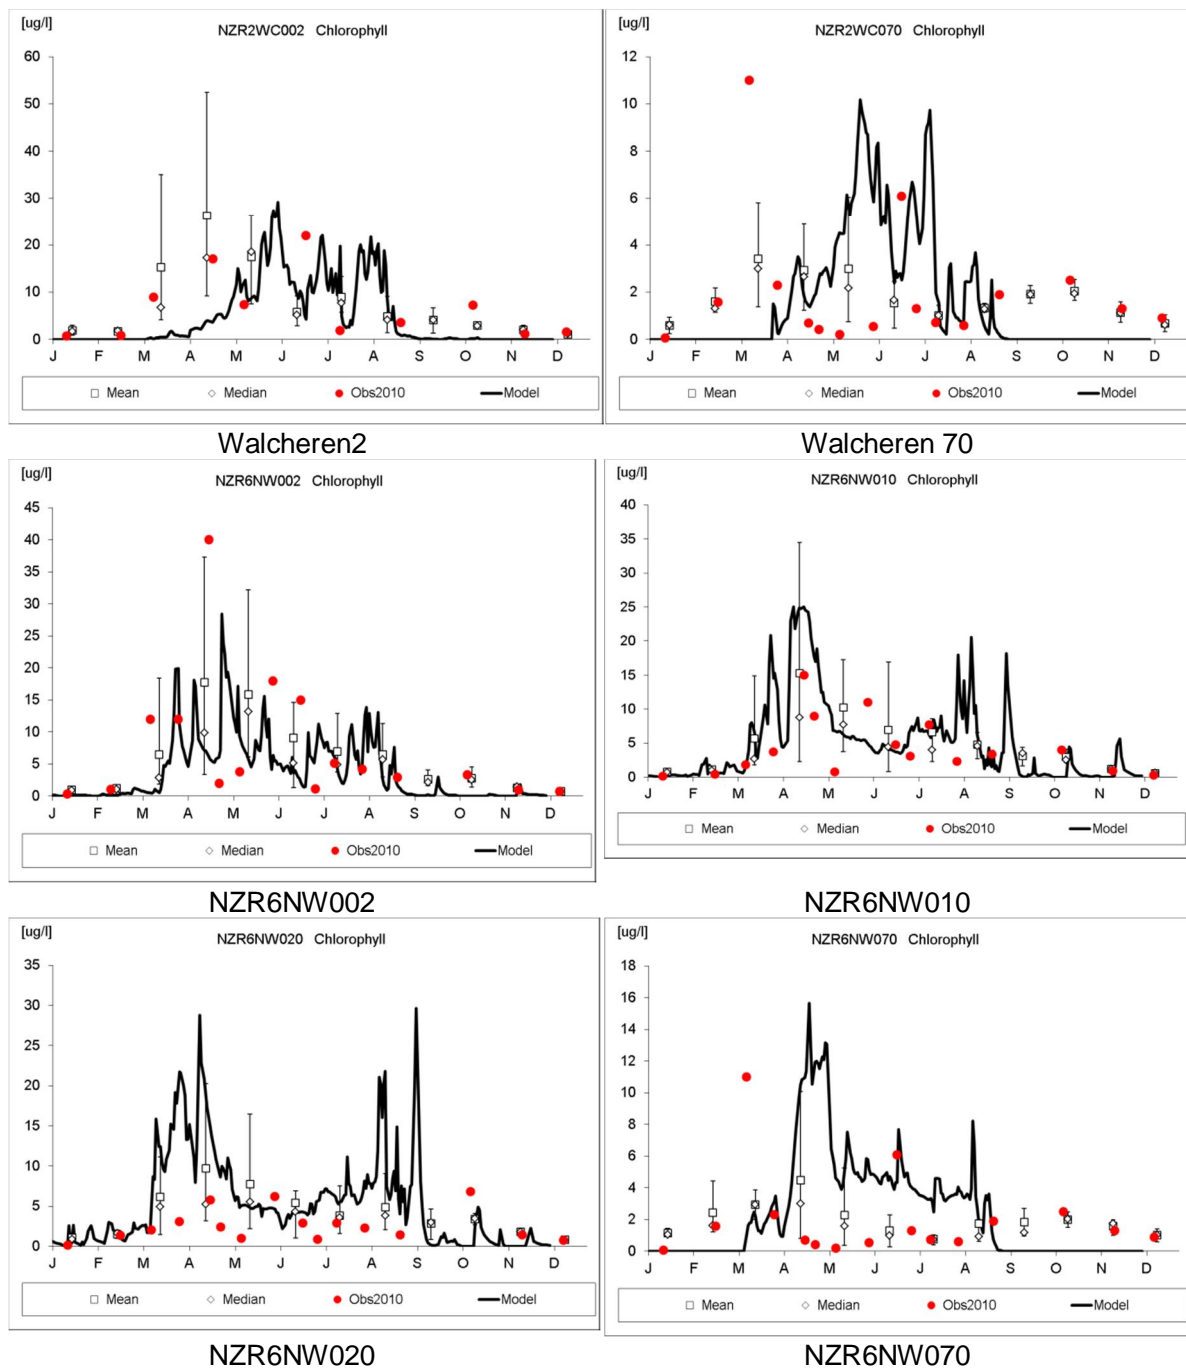 [ug/l]
NZR2WC002 Chlorophyll
60
50
40
30
20
10
0
J F M A M J J A S O N D
Mean Median Obs2010 Model
Walcheren2
[ug/l]
NZR2WC070 Chlorophyll
12
10
8
6
4
2
0
J F M A M J J A S O N D
Mean Median Obs2010 Model
Walcheren 70
[ug/l]
NZR6NW002 Chlorophyll
45
40
35
30
25
20
15
10
5
0
J F M A M J J A S O N D
Mean Median Obs2010 Model
NZR6NW002
[ug/l]
NZR6NW010 Chlorophyll
40
35
30
25
20
15
10
5
0
J F M A M J J A S O N D
Mean Median Obs2010 Model
NZR6NW010
[ug/l]
NZR6NW020 Chlorophyll
35
30
25
20
15
10
5
0
J F M A M J J A S O N D
Mean Median Obs2010 Model
NZR6NW020
[ug/l]
NZR6NW070 Chlorophyll
18
16
14
12
10
8
6
4
2
0
J F M A M J J A S O N D
Mean Median Obs2010 Model
NZR6NW070